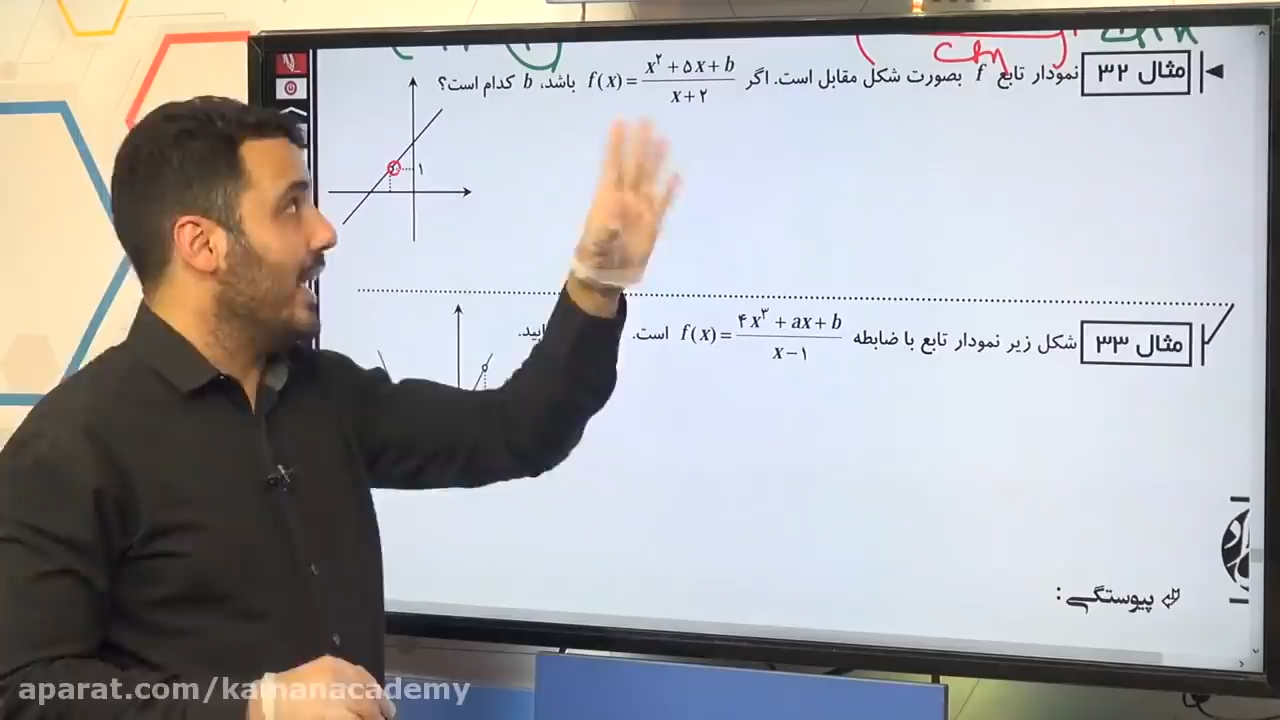 مثال ۳۲ نمودار تابع f بصورت شکل مقابل است. اگر f(x) = (x² + ۵x + b) / (x + ۲) باشد، b کدام است؟
۱
مثال ۳۳ شکل زیر نمودار تابع با ضابطه f(x) = (۴x³ + ax + b) / (x − ۱) است.
پیوستگی :
aparat.com/kamanacademy